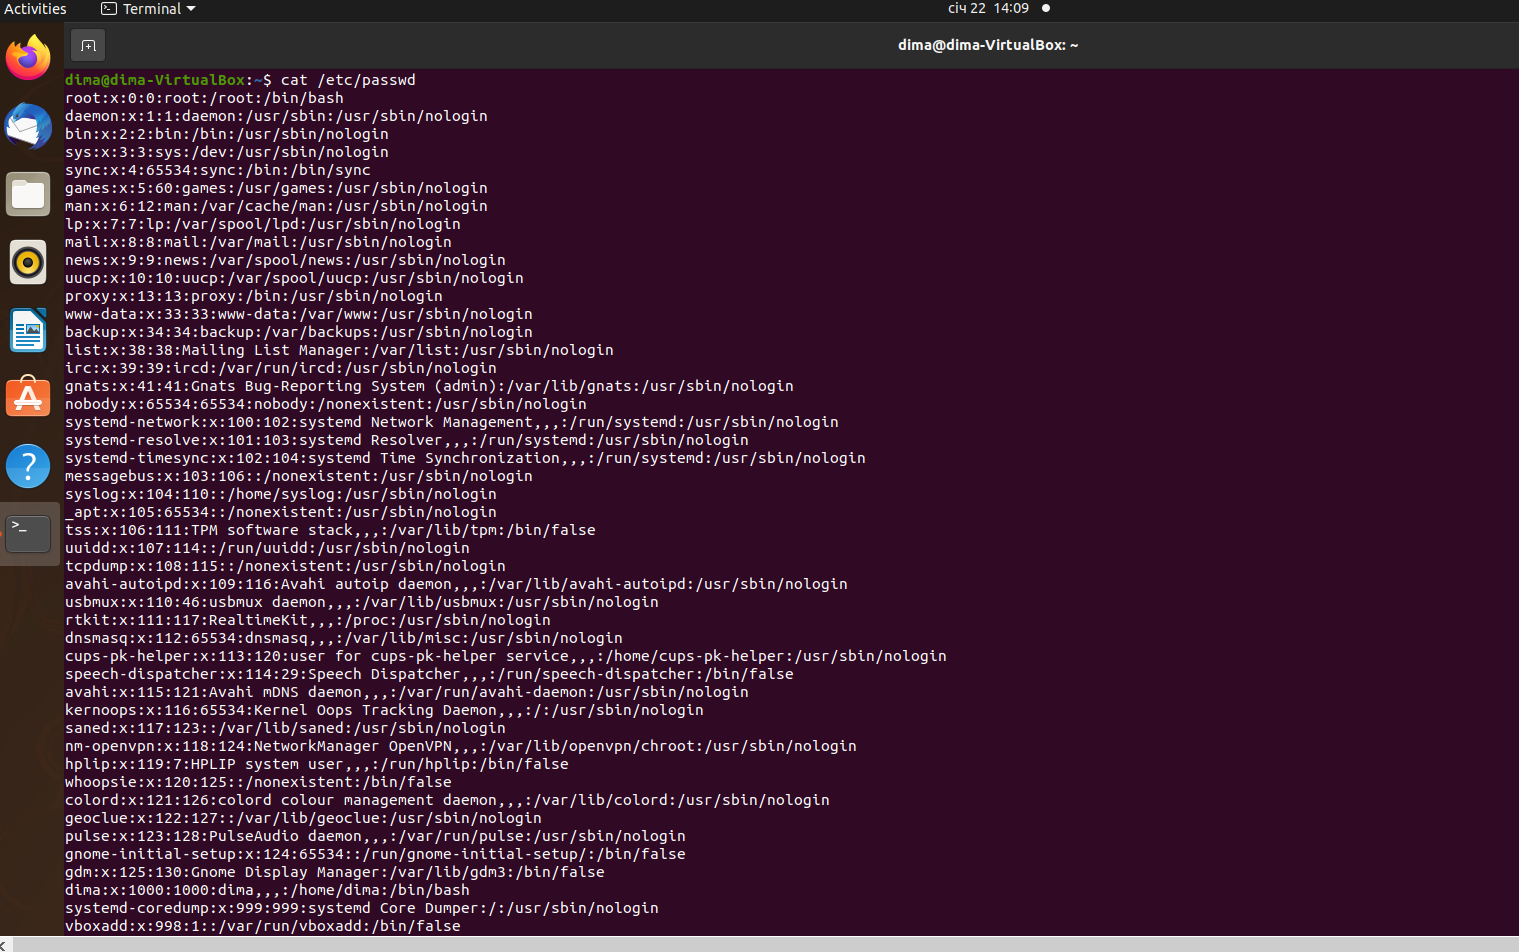 Activities
Terminal
січ 22 14:09
dima@dima-VirtualBox: ~
dima@dima-VirtualBox:~$ cat /etc/passwd
root:x:0:0:root:/root:/bin/bash
daemon:x:1:1:daemon:/usr/sbin:/usr/sbin/nologin
bin:x:2:2:bin:/bin:/usr/sbin/nologin
sys:x:3:3:sys:/dev:/usr/sbin/nologin
sync:x:4:65534:sync:/bin:/bin/sync
games:x:5:60:games:/usr/games:/usr/sbin/nologin
man:x:6:12:man:/var/cache/man:/usr/sbin/nologin
lp:x:7:7:lp:/var/spool/lpd:/usr/sbin/nologin
mail:x:8:8:mail:/var/mail:/usr/sbin/nologin
news:x:9:9:news:/var/spool/news:/usr/sbin/nologin
uucp:x:10:10:uucp:/var/spool/uucp:/usr/sbin/nologin
proxy:x:13:13:proxy:/bin:/usr/sbin/nologin
www-data:x:33:33:www-data:/var/www:/usr/sbin/nologin
backup:x:34:34:backup:/var/backups:/usr/sbin/nologin
list:x:38:38:Mailing List Manager:/var/list:/usr/sbin/nologin
irc:x:39:39:ircd:/var/run/ircd:/usr/sbin/nologin
gnats:x:41:41:Gnats Bug-Reporting System (admin):/var/lib/gnats:/usr/sbin/nologin
nobody:x:65534:65534:nobody:/nonexistent:/usr/sbin/nologin
systemd-network:x:100:102:systemd Network Management,,,:/run/systemd:/usr/sbin/nologin
systemd-resolve:x:101:103:systemd Resolver,,,:/run/systemd:/usr/sbin/nologin
systemd-timesync:x:102:104:systemd Time Synchronization,,,:/run/systemd:/usr/sbin/nologin
messagebus:x:103:106::/nonexistent:/usr/sbin/nologin
syslog:x:104:110::/home/syslog:/usr/sbin/nologin
_apt:x:105:65534::/nonexistent:/usr/sbin/nologin
tss:x:106:111:TPM software stack,,,:/var/lib/tpm:/bin/false
uuidd:x:107:114::/run/uuidd:/usr/sbin/nologin
tcpdump:x:108:115::/nonexistent:/usr/sbin/nologin
avahi-autoipd:x:109:116:Avahi autoip daemon,,,:/var/lib/avahi-autoipd:/usr/sbin/nologin
usbmux:x:110:46:usbmux daemon,,,:/var/lib/usbmux:/usr/sbin/nologin
rtkit:x:111:117:RealtimeKit,,,:/proc:/usr/sbin/nologin
dnsmasq:x:112:65534:dnsmasq,,,:/var/lib/misc:/usr/sbin/nologin
cups-pk-helper:x:113:120:user for cups-pk-helper service,,,:/home/cups-pk-helper:/usr/sbin/nologin
speech-dispatcher:x:114:29:Speech Dispatcher,,,:/run/speech-dispatcher:/bin/false
avahi:x:115:121:Avahi mDNS daemon,,,:/var/run/avahi-daemon:/usr/sbin/nologin
kernoops:x:116:65534:Kernel Oops Tracking Daemon,,,:/:/usr/sbin/nologin
saned:x:117:123::/var/lib/saned:/usr/sbin/nologin
nm-openvpn:x:118:124:NetworkManager OpenVPN,,,:/var/lib/openvpn/chroot:/usr/sbin/nologin
hplip:x:119:7:HPLIP system user,,,:/run/hplip:/bin/false
whoopsie:x:120:125::/nonexistent:/bin/false
colord:x:121:126:colord colour management daemon,,,:/var/lib/colord:/usr/sbin/nologin
geoclue:x:122:127::/var/lib/geoclue:/usr/sbin/nologin
pulse:x:123:128:PulseAudio daemon,,,:/var/run/pulse:/usr/sbin/nologin
gnome-initial-setup:x:124:65534::/run/gnome-initial-setup/:/bin/false
gdm:x:125:130:Gnome Display Manager:/var/lib/gdm3:/bin/false
dima:x:1000:1000:dima,,,:/home/dima:/bin/bash
systemd-coredump:x:999:999:systemd Core Dumper:/:/usr/sbin/nologin
vboxadd:x:998:1::/var/run/vboxadd:/bin/false